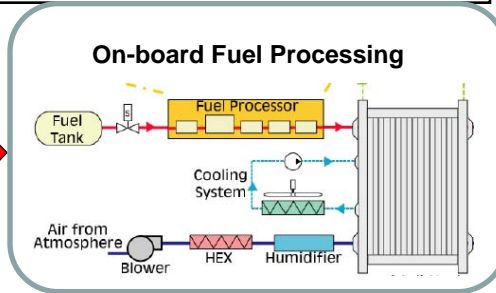 On-board Fuel Processing
Fuel Processor
Fuel
Tank
S
Cooling
System
Air from
Atmosphere
Blower
HEX
Humidifier